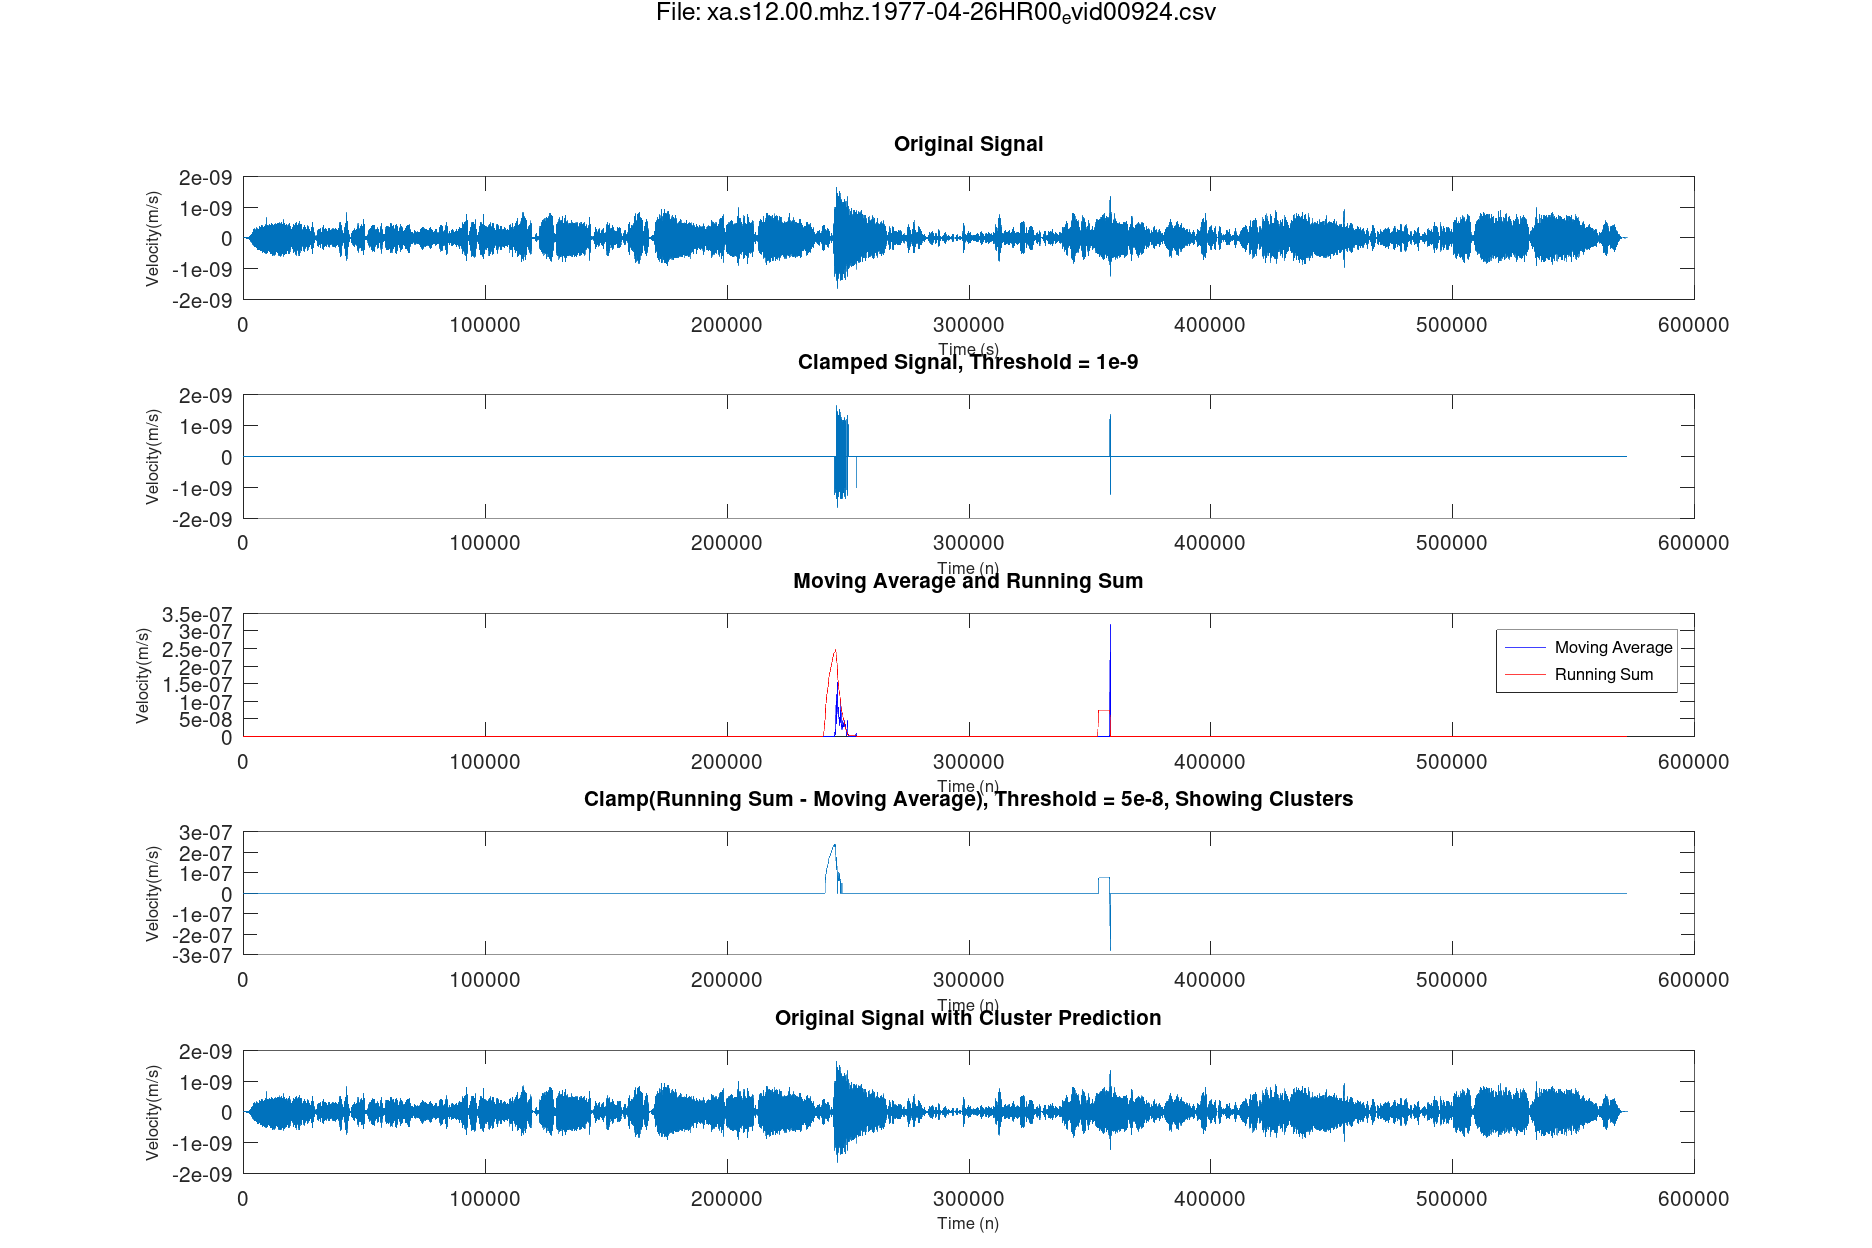 File: xa.s12.00.mhz.1977-04-26HR00evid00924.csv
Original Signal
Velocity(m/s)
2e-09
1e-09
0
-1e-09
-2e-09
0 100000 200000 300000 400000 500000 600000
Time (s)
Clamped Signal, Threshold = 1e-9
Velocity(m/s)
2e-09
1e-09
0
-1e-09
-2e-09
0 100000 200000 300000 400000 500000 600000
Time (n)
Moving Average and Running Sum
Velocity(m/s)
3.5e-07
3e-07
2.5e-07
2e-07
1.5e-07
1e-07
5e-08
0
Moving Average
Running Sum
0 100000 200000 300000 400000 500000 600000
Time (n)
Clamp(Running Sum - Moving Average), Threshold = 5e-8, Showing Clusters
Velocity(m/s)
3e-07
2e-07
1e-07
0
-1e-07
-2e-07
-3e-07
0 100000 200000 300000 400000 500000 600000
Time (n)
Original Signal with Cluster Prediction
Velocity(m/s)
2e-09
1e-09
0
-1e-09
-2e-09
0 100000 200000 300000 400000 500000 600000
Time (n)